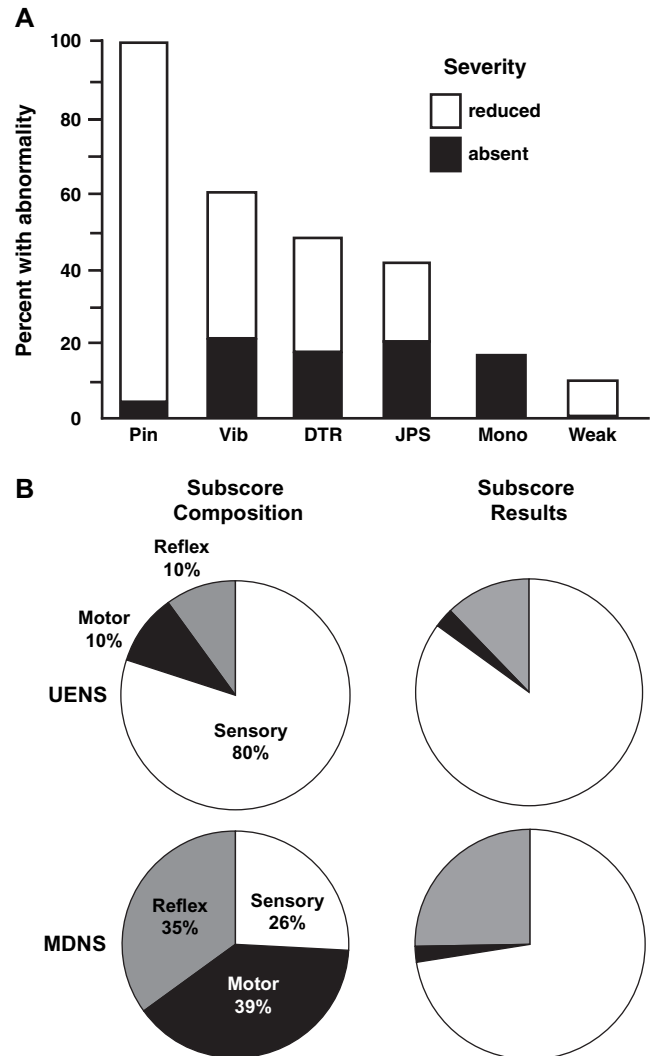 A
Percent with abnormality
100
80
60
40
20
0
Severity
reduced
absent
Pin
Vib
DTR
JPS
Mono
Weak
B
Subscore
Composition
Subscore
Results
UENS
Reflex
10%
Motor
10%
Sensory
80%
MDNS
Reflex
35%
Sensory
26%
Motor
39%